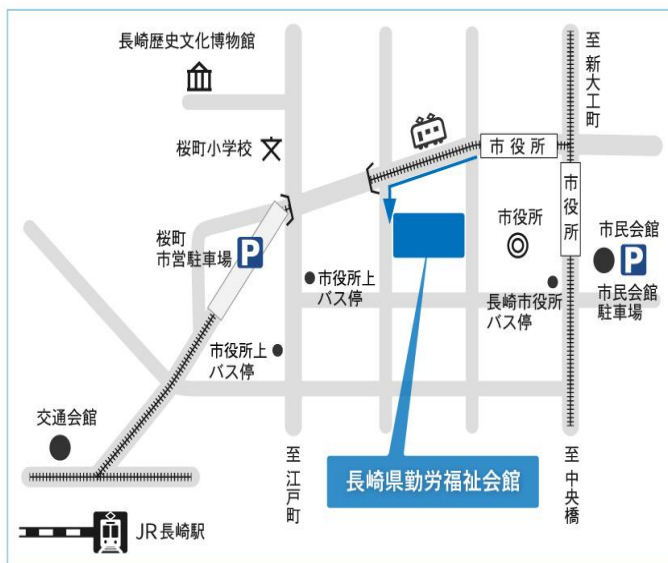 長崎歴史文化博物館
至
新大工町
桜町小学校
市役所
市役所
市役所
市民会館
P
市民会館
駐車場
桜町
市営駐車場
P
市役所上
バス停
長崎市役所
バス停
市役所上
バス停
交通会館
至
江戸町
長崎県勤労福祉会館
至
中央橋
JR長崎駅